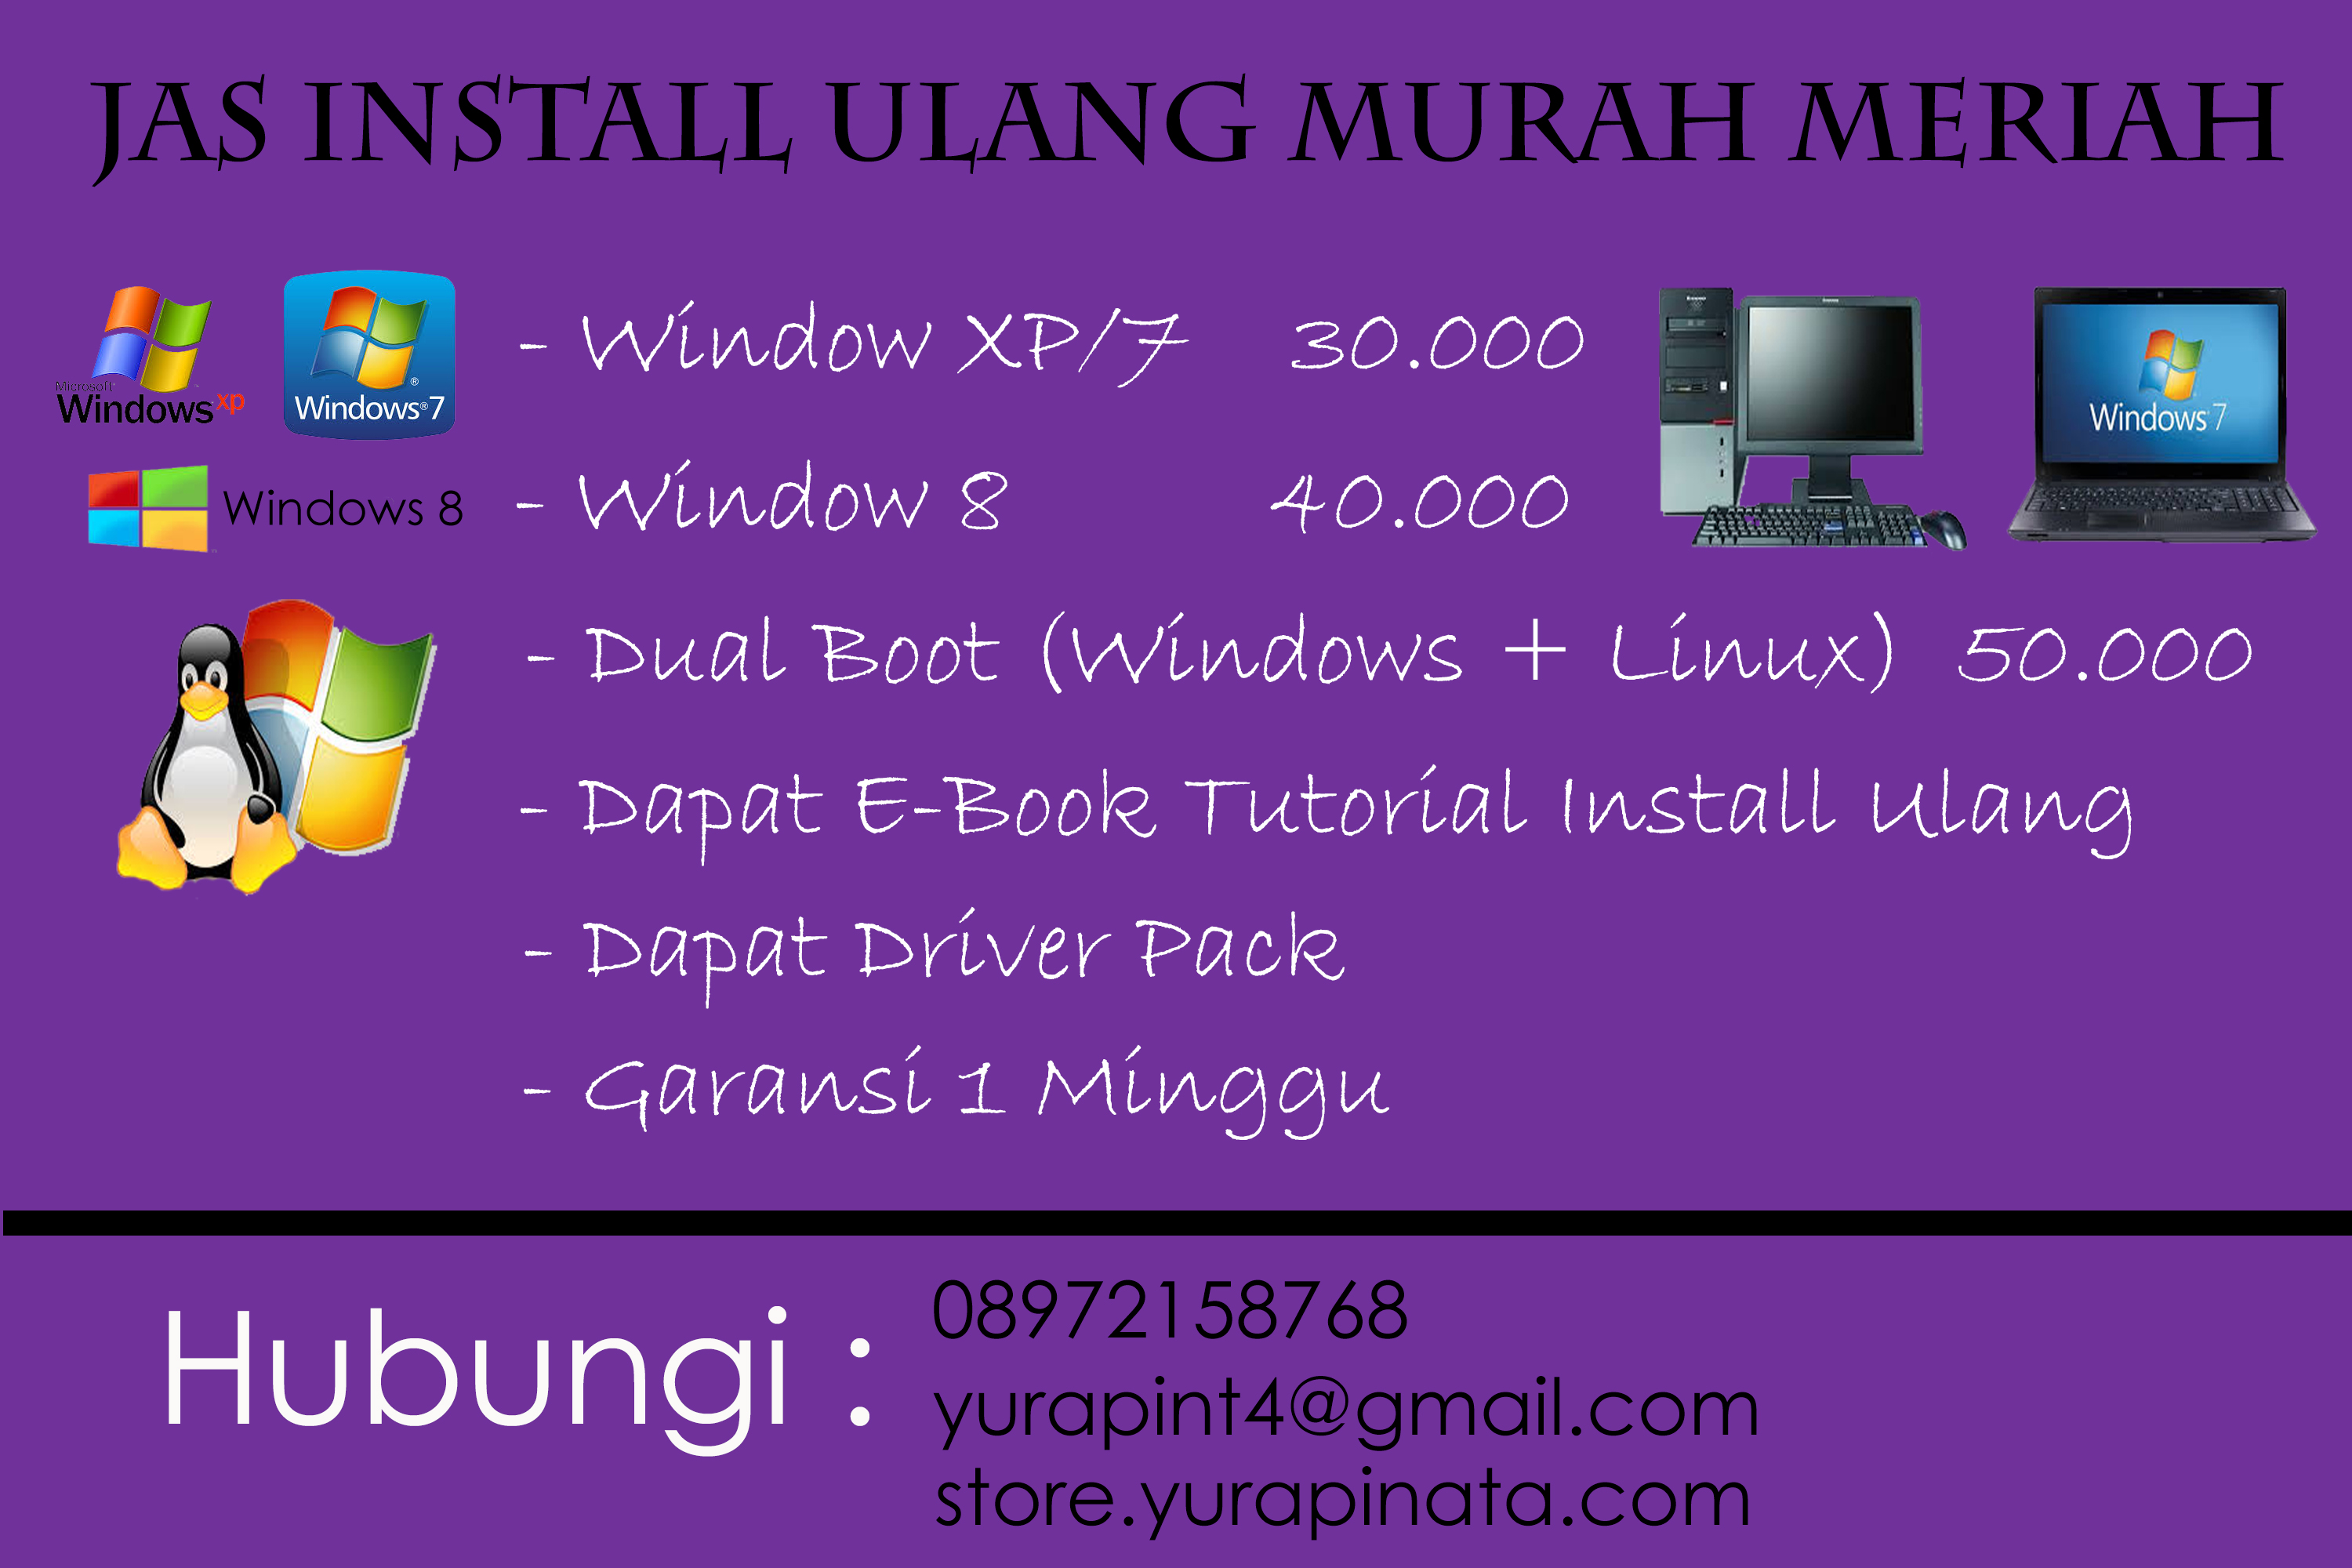 JAS INSTALL ULANG MURAH MERIAH
Microsoft
Windows xp
Windows 7
- Window XP/7 30.000
Windows 7
Windows 8
- Window 8 40.000
- Dual Boot (Windows + Linux) 50.000
- Dapat E-Book Tutorial Install Ulang
- Dapat Driver Pack
- Garansi 1 Minggu
Hubungi :
08972158768
yurapint4@gmail.com
store.yurapinata.com